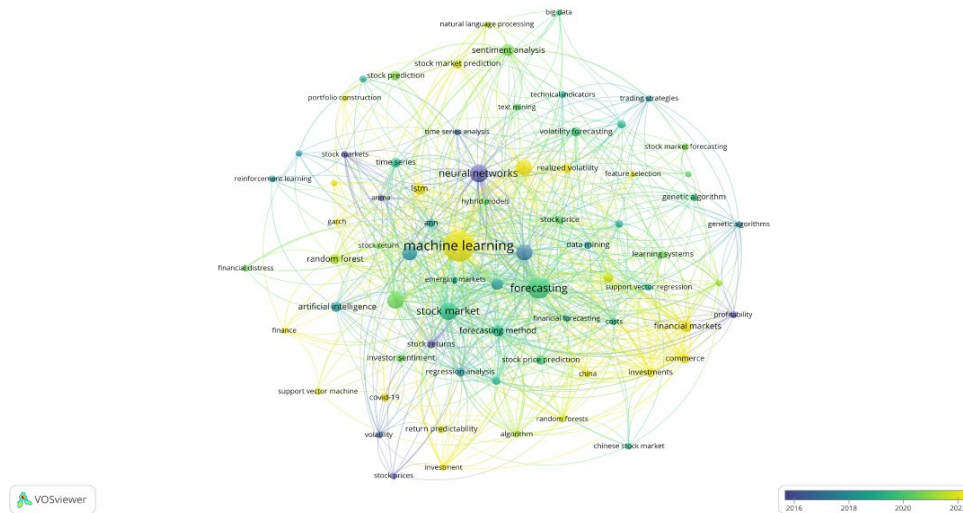 big data
natural language processing
sentiment analysis
stock market prediction
stock prediction
technical indicators
portfolio construction
trading strategies
text mining
time series analysis
volatility forecasting
stock market forecasting
stock markets
time series
realized volatility
neural networks
feature selection
reinforcement learning
lstm
genetic algorithm
arima
hybrid models
garch
ann
stock price
genetic algorithms
stock return
machine learning
data mining
learning systems
random forest
financial distress
emerging markets
forecasting
support vector regression
artificial intelligence
stock market
financial forecasting
costs
profitability
financial markets
finance
forecasting method
stock returns
investor sentiment
stock price prediction
commerce
regression analysis
china
investments
support vector machine
covid-19
random forests
volatility
return predictability
algorithm
chinese stock market
investment
stock prices
VOSviewer
2016 2018 2020